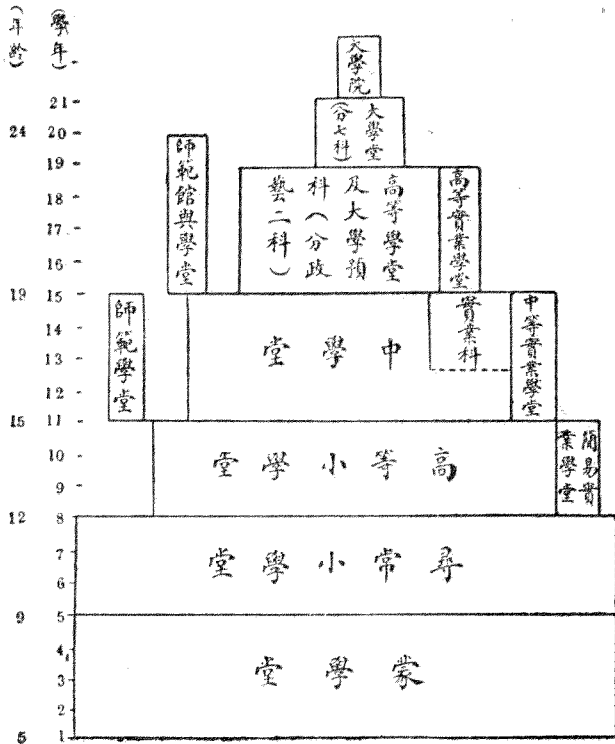 (年齡)
(學年)
大學院
大學堂
(分七科)
師範館與學堂
高等學堂
及大學預
科(分政
藝二科)
高等實業學堂
師範學堂
中學堂
實業科
中等實業學堂
高等小學堂
簡易實
業學堂
尋常小學堂
蒙學堂
21
24 20
19
18
17
16
19 15
14
13
12
15 11
10
9
12 8
7
6
9 5
4
3
2
5 1